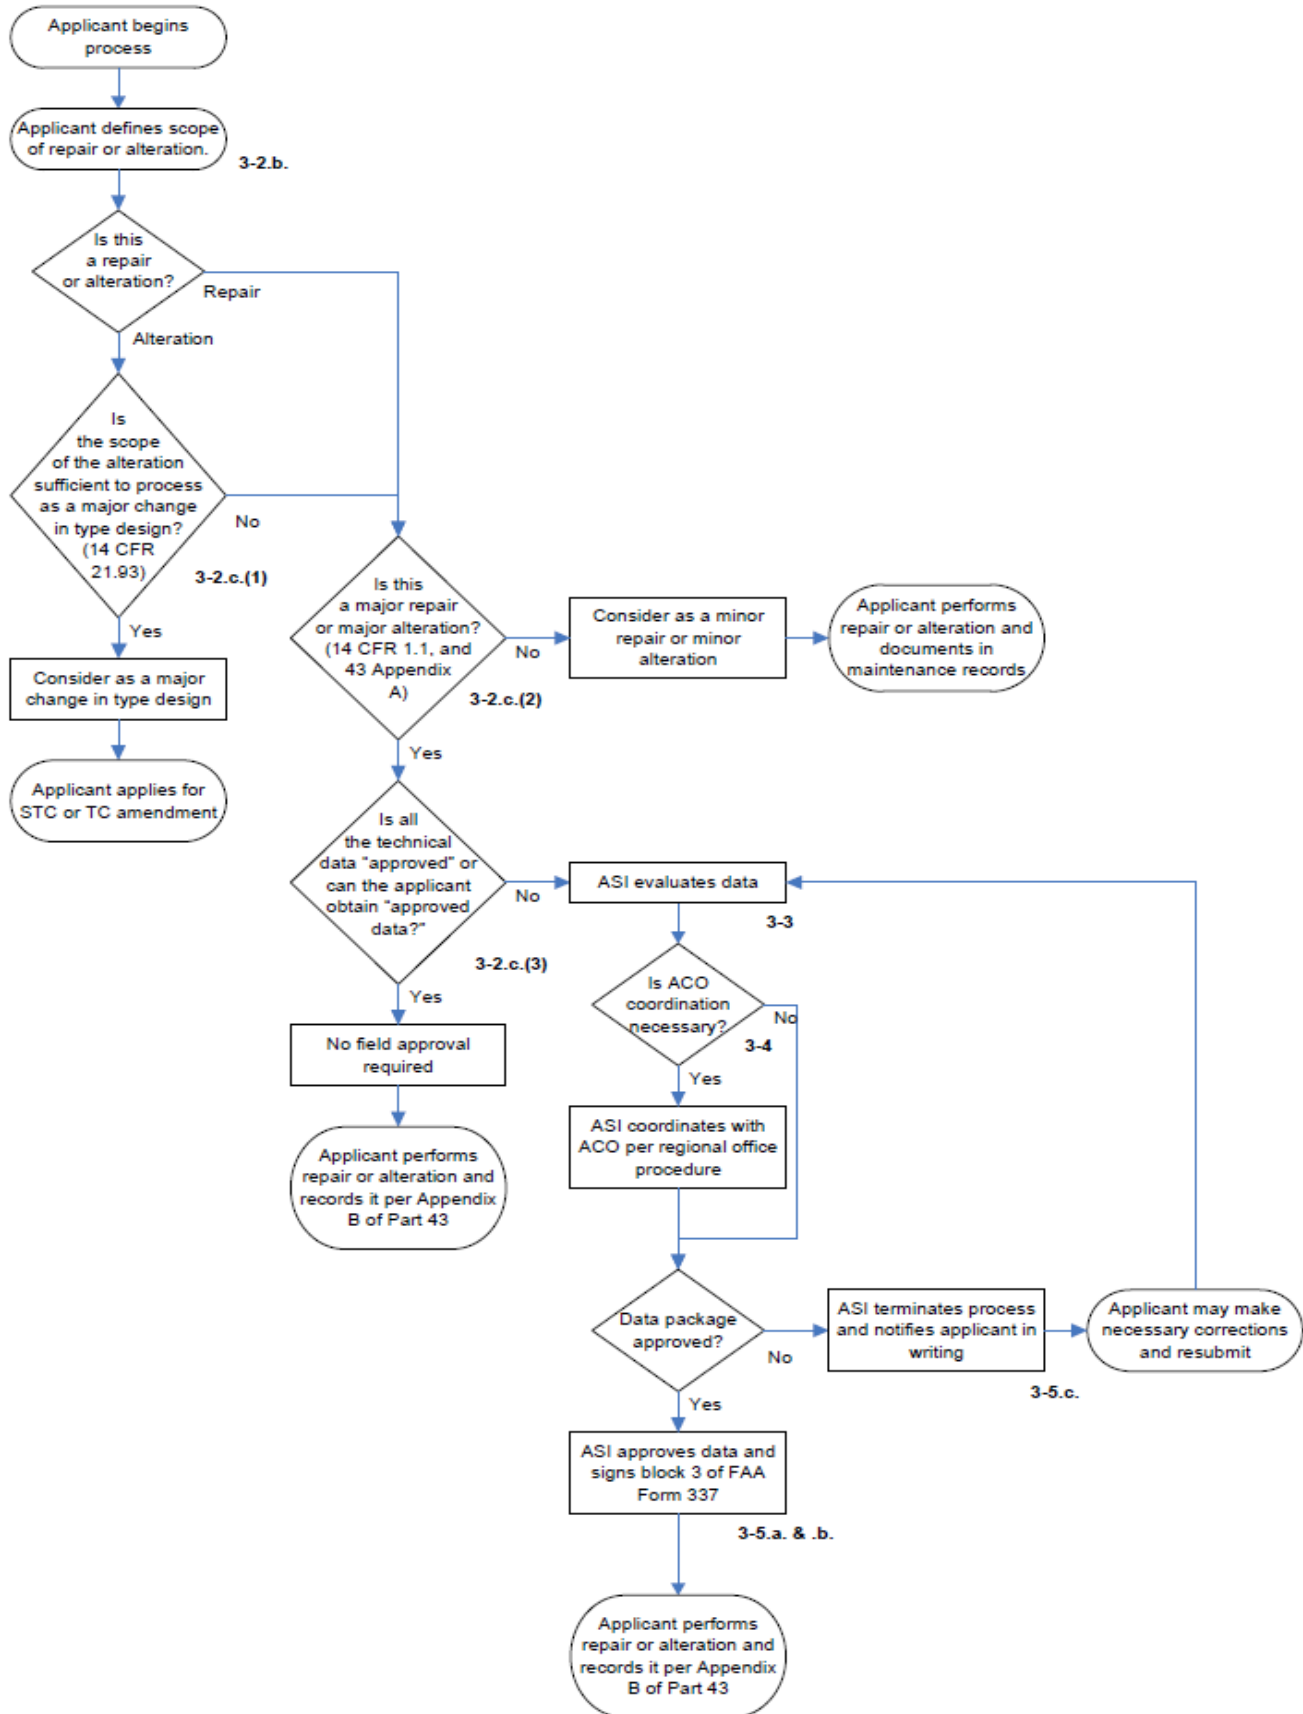 Applicant begins
process
Applicant defines scope
of repair or alteration.
3-2.b.
Is this
a repair
or alteration?
Repair
Alteration
Is
the scope
of the alteration
sufficient to process
as a major change
in type design?
(14 CFR
21.93)
No
3-2.c.(1)
Yes
Consider as a major
change in type design
Applicant applies for
STC or TC amendment
Is this
a major repair
or major alteration?
(14 CFR 1.1, and
43 Appendix
A)
No
3-2.c.(2)
Consider as a minor
repair or minor
alteration
Applicant performs
repair or alteration and
documents in
maintenance records
Yes
Is all
the technical
data "approved" or
can the applicant
obtain "approved
data?"
No
3-2.c.(3)
Yes
No field approval
required
Applicant performs
repair or alteration and
records it per Appendix
B of Part 43
ASI evaluates data
3-3
Is ACO
coordination
necessary?
No
3-4
Yes
ASI coordinates with
ACO per regional office
procedure
Data package
approved?
No
ASI terminates process
and notifies applicant in
writing
3-5.c.
Applicant may make
necessary corrections
and resubmit
Yes
ASI approves data and
signs block 3 of FAA
Form 337
3-5.a. & .b.
Applicant performs
repair or alteration and
records it per Appendix
B of Part 43